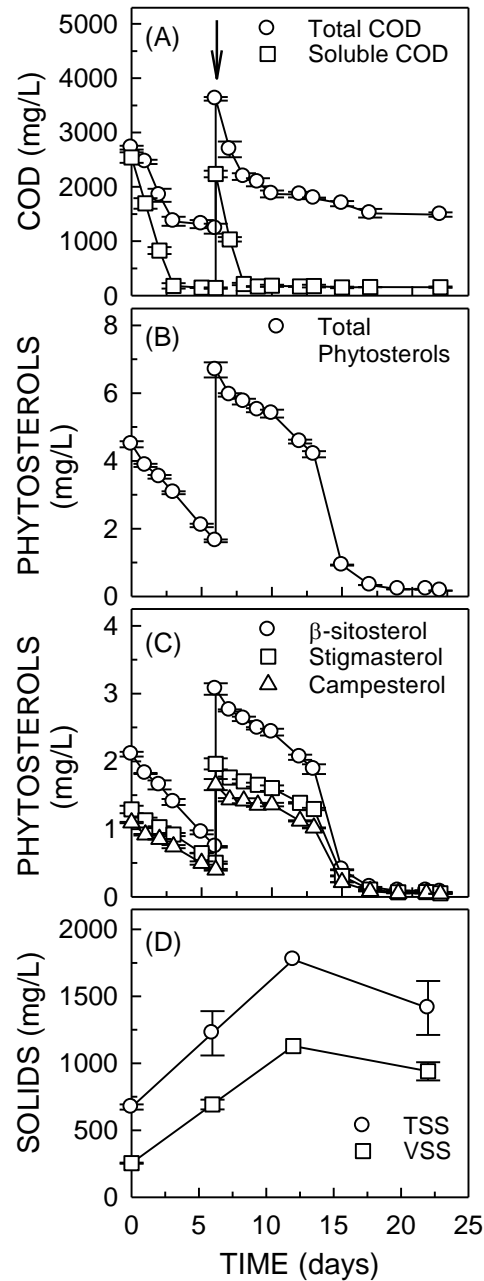 (A)
Total COD
Soluble COD
COD (mg/L)
5000
4000
3000
2000
1000
0
(B)
Total
Phytosterols
PHYTOSTEROLS
(mg/L)
8
6
4
2
0
(C)
β-sitosterol
Stigmasterol
Campesterol
PHYTOSTEROLS
(mg/L)
4
3
2
1
0
(D)
TSS
VSS
SOLIDS (mg/L)
2000
1500
1000
500
0
0 5 10 15 20 25
TIME (days)